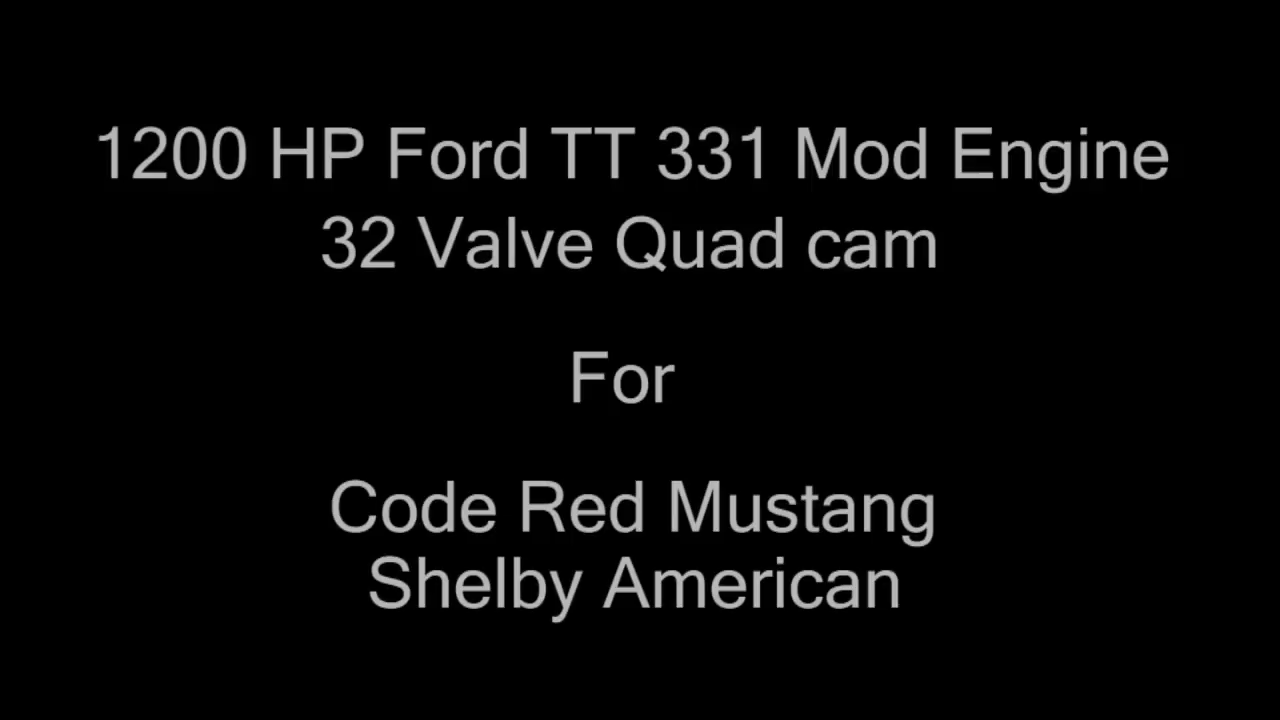 1200 HP Ford TT 331 Mod Engine
32 Valve Quad cam
For
Code Red Mustang
Shelby American